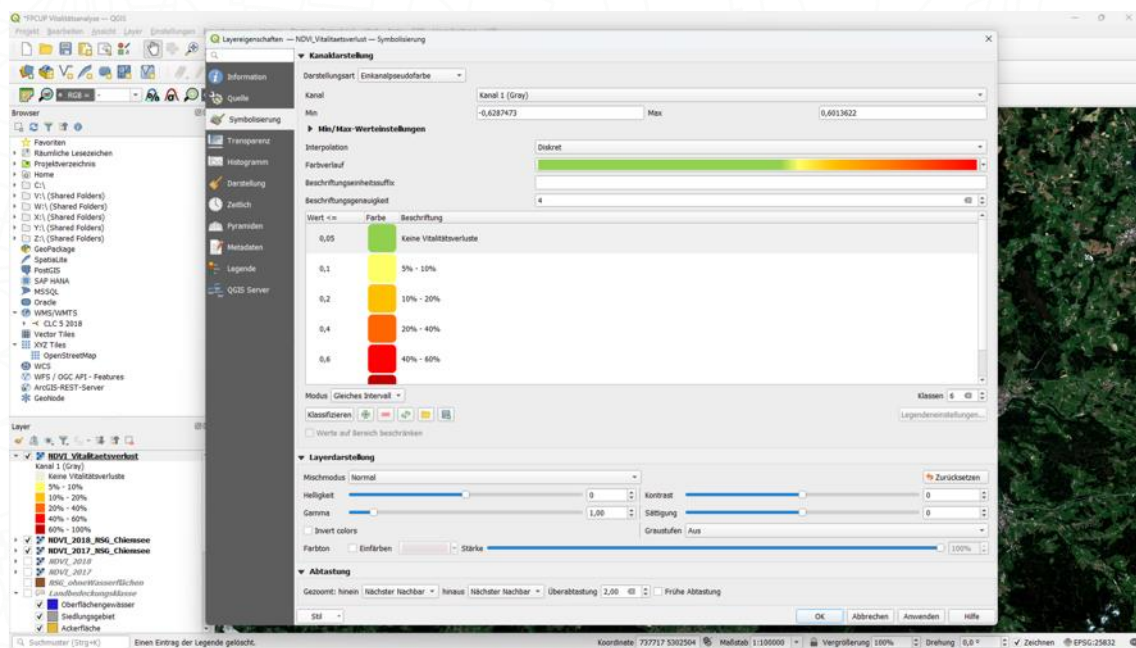 *FPCUP Vitalitätsanalyse — QGIS
Projekt Bearbeiten Ansicht Layer Einstellungen
RGB
Browser
Favoriten
Räumliche Lesezeichen
Projektverzeichnis
Home
C:\
V:\ (Shared Folders)
W:\ (Shared Folders)
X:\ (Shared Folders)
Y:\ (Shared Folders)
Z:\ (Shared Folders)
GeoPackage
SpatiaLite
PostGIS
SAP HANA
MSSQL
Oracle
WMS/WMTS
CLC 5 2018
Vector Tiles
XYZ Tiles
OpenStreetMap
WCS
WFS / OGC API - Features
ArcGIS-REST-Server
GeoNode
Layer
NDVI_Vitalitaetsverlust
Kanal 1 (Gray)
Keine Vitalitätsverluste
5% - 10%
10% - 20%
20% - 40%
40% - 60%
60% - 100%
NDVI_2018_NSG_Chiemsee
NDVI_2017_NSG_Chiemsee
NDVI_2018
NDVI_2017
NSG_ohneWasserflächen
Landbedeckungsklasse
Oberflächengewässer
Siedlungsgebiet
Ackerfläche
Layereigenschaften — NDVI_Vitalitaetsverlust — Symbolisierung
Information
Quelle
Symbolisierung
Transparenz
Histogramm
Darstellung
Zeitlich
Pyramiden
Metadaten
Legende
QGIS Server
Kanaldarstellung
Darstellungsart Einkanalpseudofarbe
Kanal Kanal 1 (Gray)
Min -0,6287473 Max 0,6013622
Min/Max-Werteinstellungen
Interpolation Diskret
Farbverlauf
Beschriftungseinheitssuffix
Beschriftungsgenauigkeit 4
Wert <= Farbe Beschriftung
0,05 Keine Vitalitätsverluste
0,1 5% - 10%
0,2 10% - 20%
0,4 20% - 40%
0,6 40% - 60%
Modus Gleiches Intervall Klassen 6
Klassifizieren Legendeneinstellungen...
Werte auf Bereich beschränken
Layerdarstellung
Mischmodus Normal Zurücksetzen
Helligkeit 0 Kontrast 0
Gamma 1,00 Sättigung 0
Invert colors Graustufen Aus
Farbton Einfärben Stärke 100%
Abtastung
Gezoomt: hinein Nächster Nachbar hinaus Nächster Nachbar Überabtastung 2,00 Frühe Abtastung
Stil OK Abbrechen Anwenden Hilfe
Suchmuster (Strg+K) Einen Eintrag der Legende gelöscht. Koordinate 737717 5302504 Maßstab 1:100000 Vergrößerung 100% Drehung 0,0 ° Zeichnen EPSG:25832